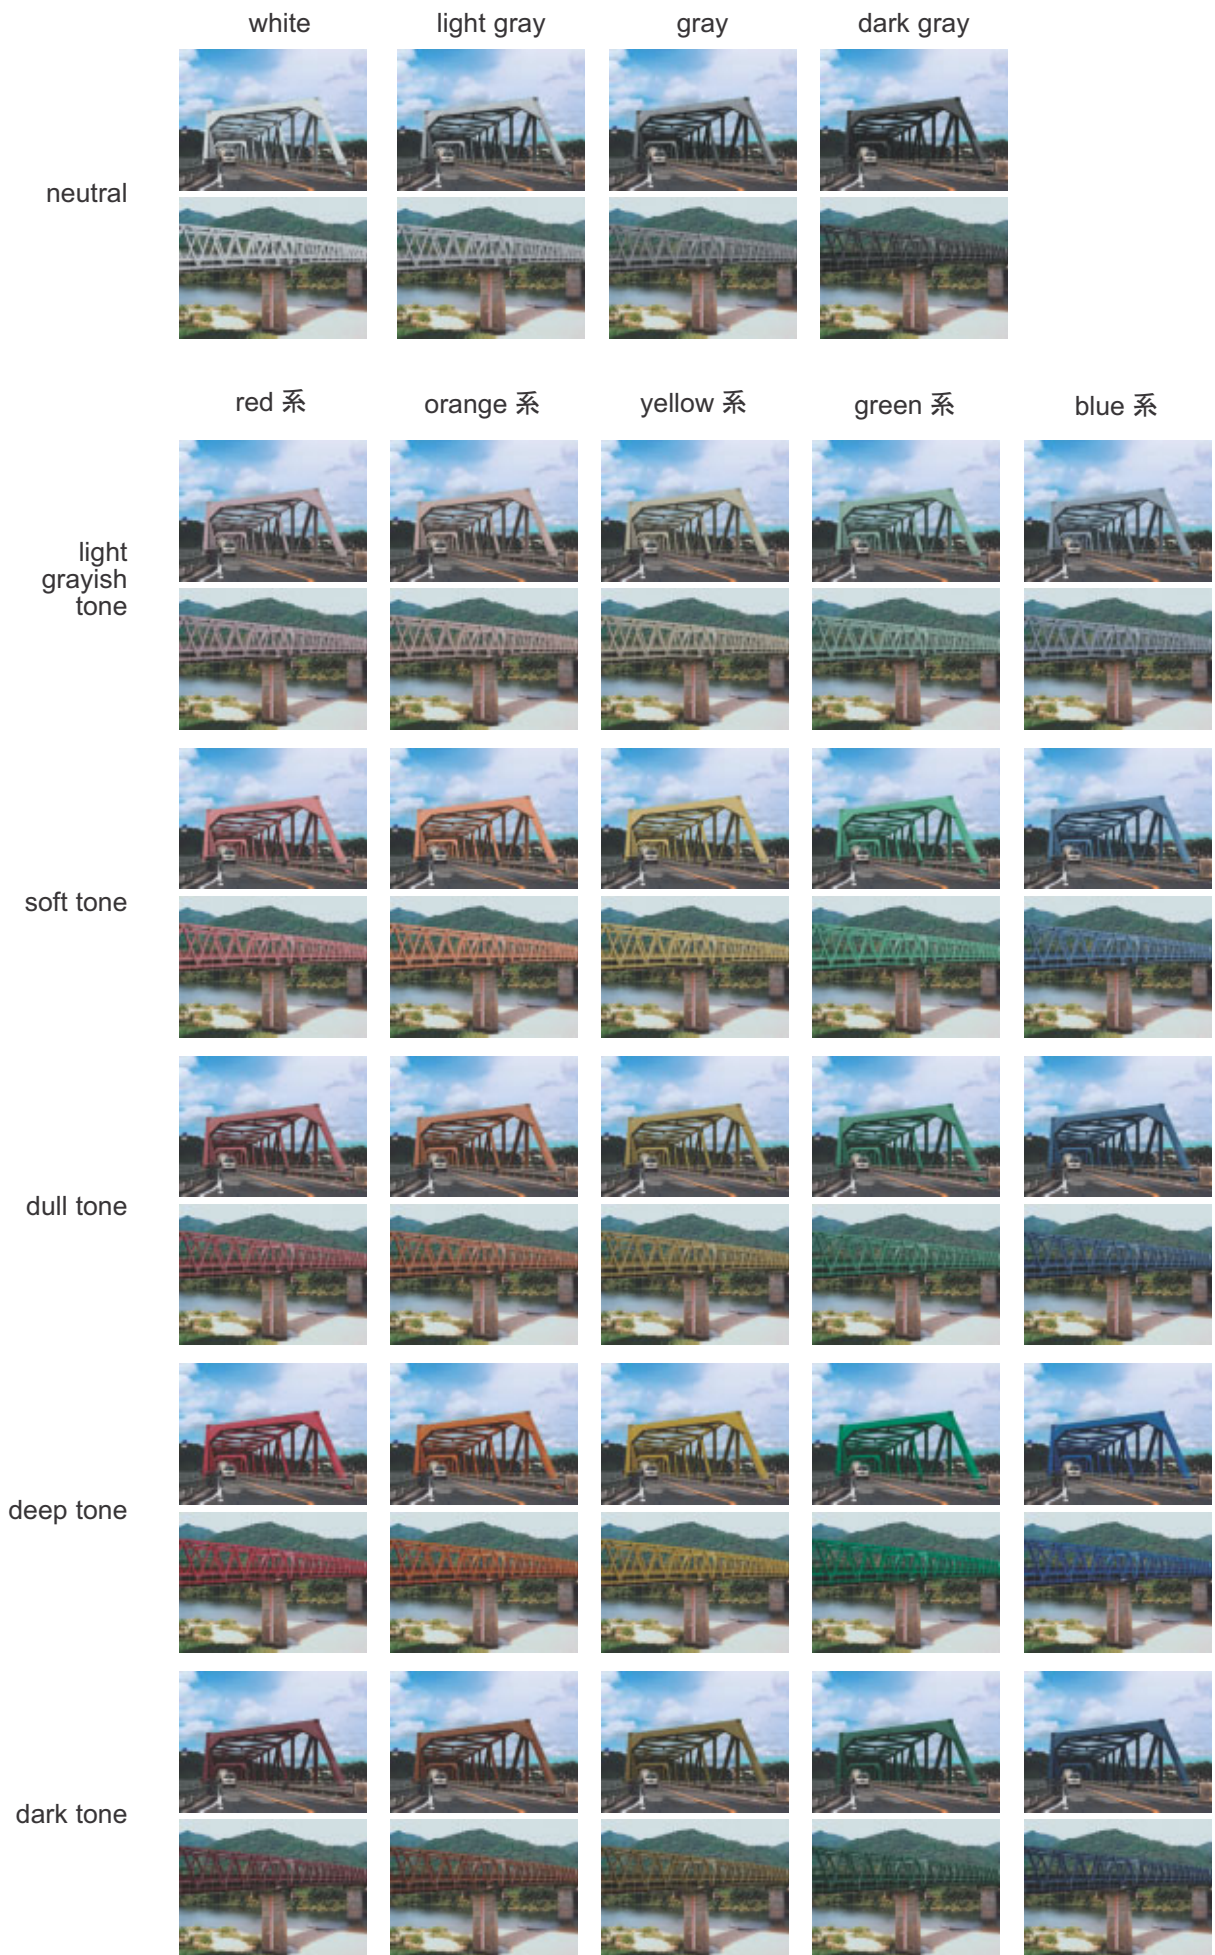 white light gray gray dark gray
neutral
red 系 orange 系 yellow 系 green 系 blue 系
light
grayish
tone
soft tone
dull tone
deep tone
dark tone